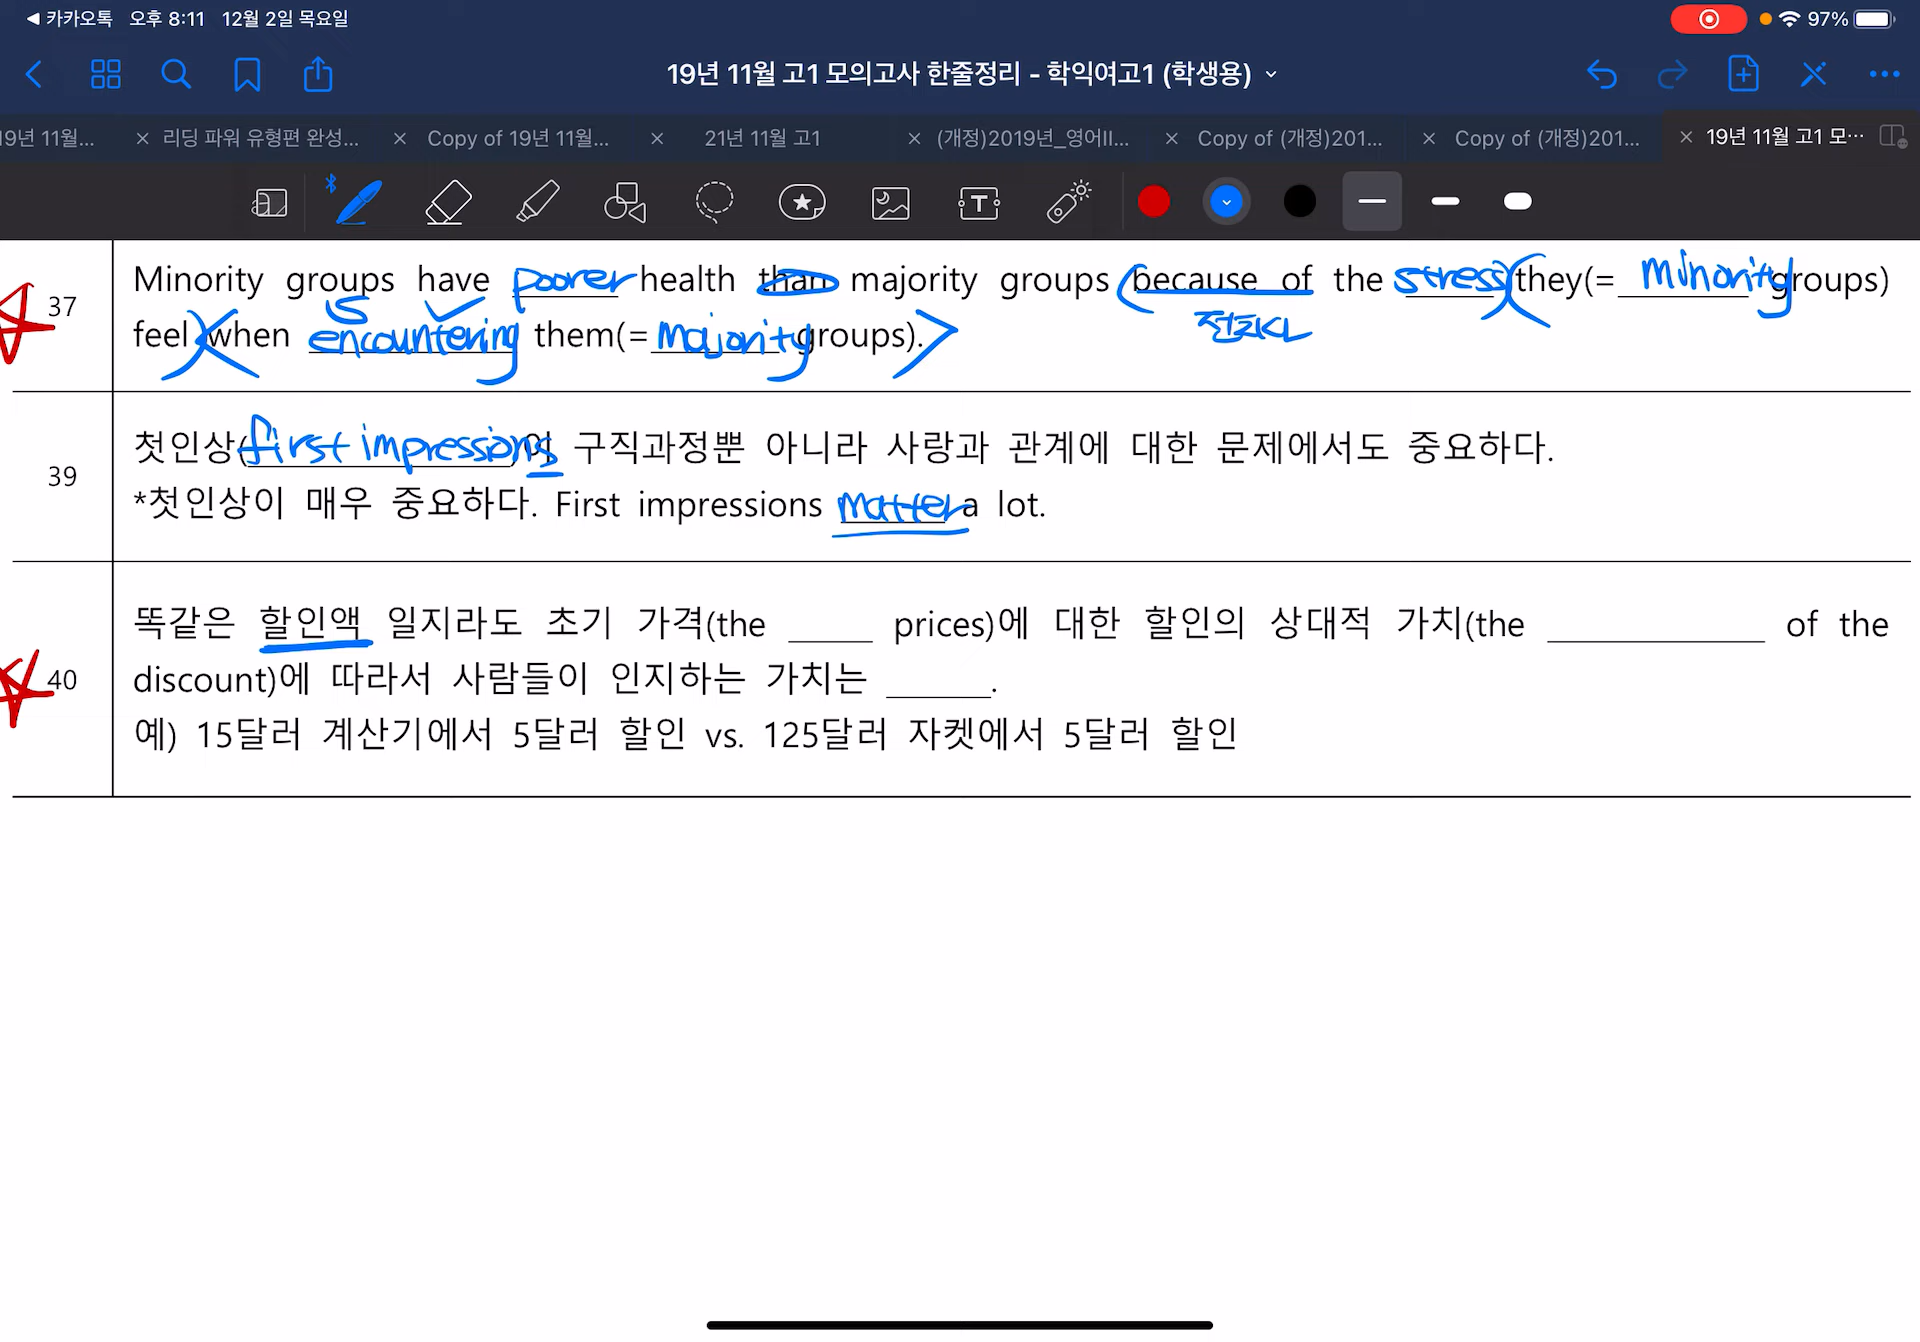 ◀ 카카오톡 오후 8:11 12월 2일 목요일 97%
19년 11월 고1 모의고사 한줄정리 - 학익여고1 (학생용)
19년 11월... 리딩 파워 유형편 완성... Copy of 19년 11월... 21년 11월 고1 (개정)2019년_영어II... Copy of (개정)201... Copy of (개정)201... 19년 11월 고1 모...
37 Minority groups have poorer health than majority groups because of the stress they(= minority groups)
S
전치사
feel when encountering them(= majority groups).
39 첫인상(first impressions)이 구직과정뿐 아니라 사랑과 관계에 대한 문제에서도 중요하다.
*첫인상이 매우 중요하다. First impressions matter a lot.
40 똑같은 할인액 일지라도 초기 가격(the _____ prices)에 대한 할인의 상대적 가치(the _____________ of the
discount)에 따라서 사람들이 인지하는 가치는 ______.
예) 15달러 계산기에서 5달러 할인 vs. 125달러 자켓에서 5달러 할인